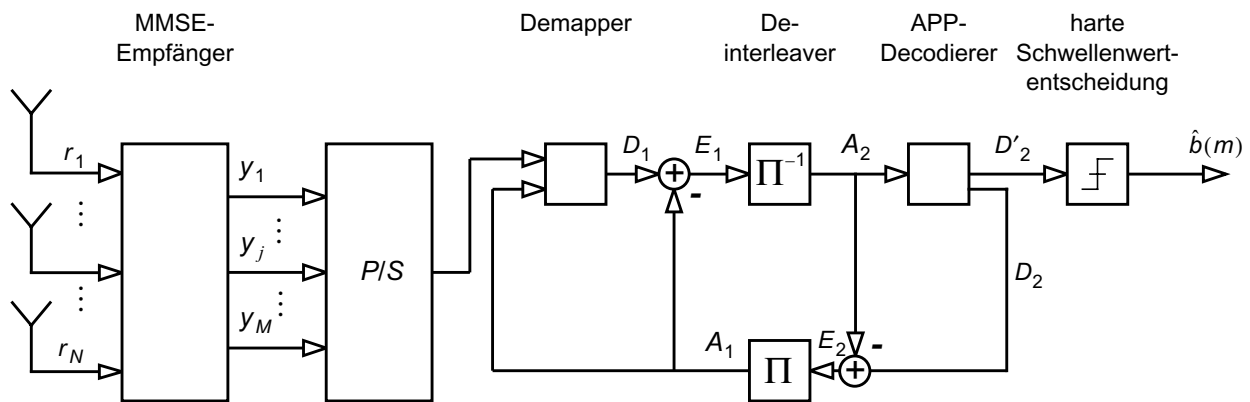 MMSE-
Empfänger
Demapper
De-
interleaver
APP-
Decodierer
harte
Schwellenwert-
entscheidung
r1
y1
D1
+
-
E1
Π−1
A2
D′2
b̂(m)
⋮
⋮
yj
P/S
D2
⋮
⋮
yM
rN
A1
Π
E2
-
+